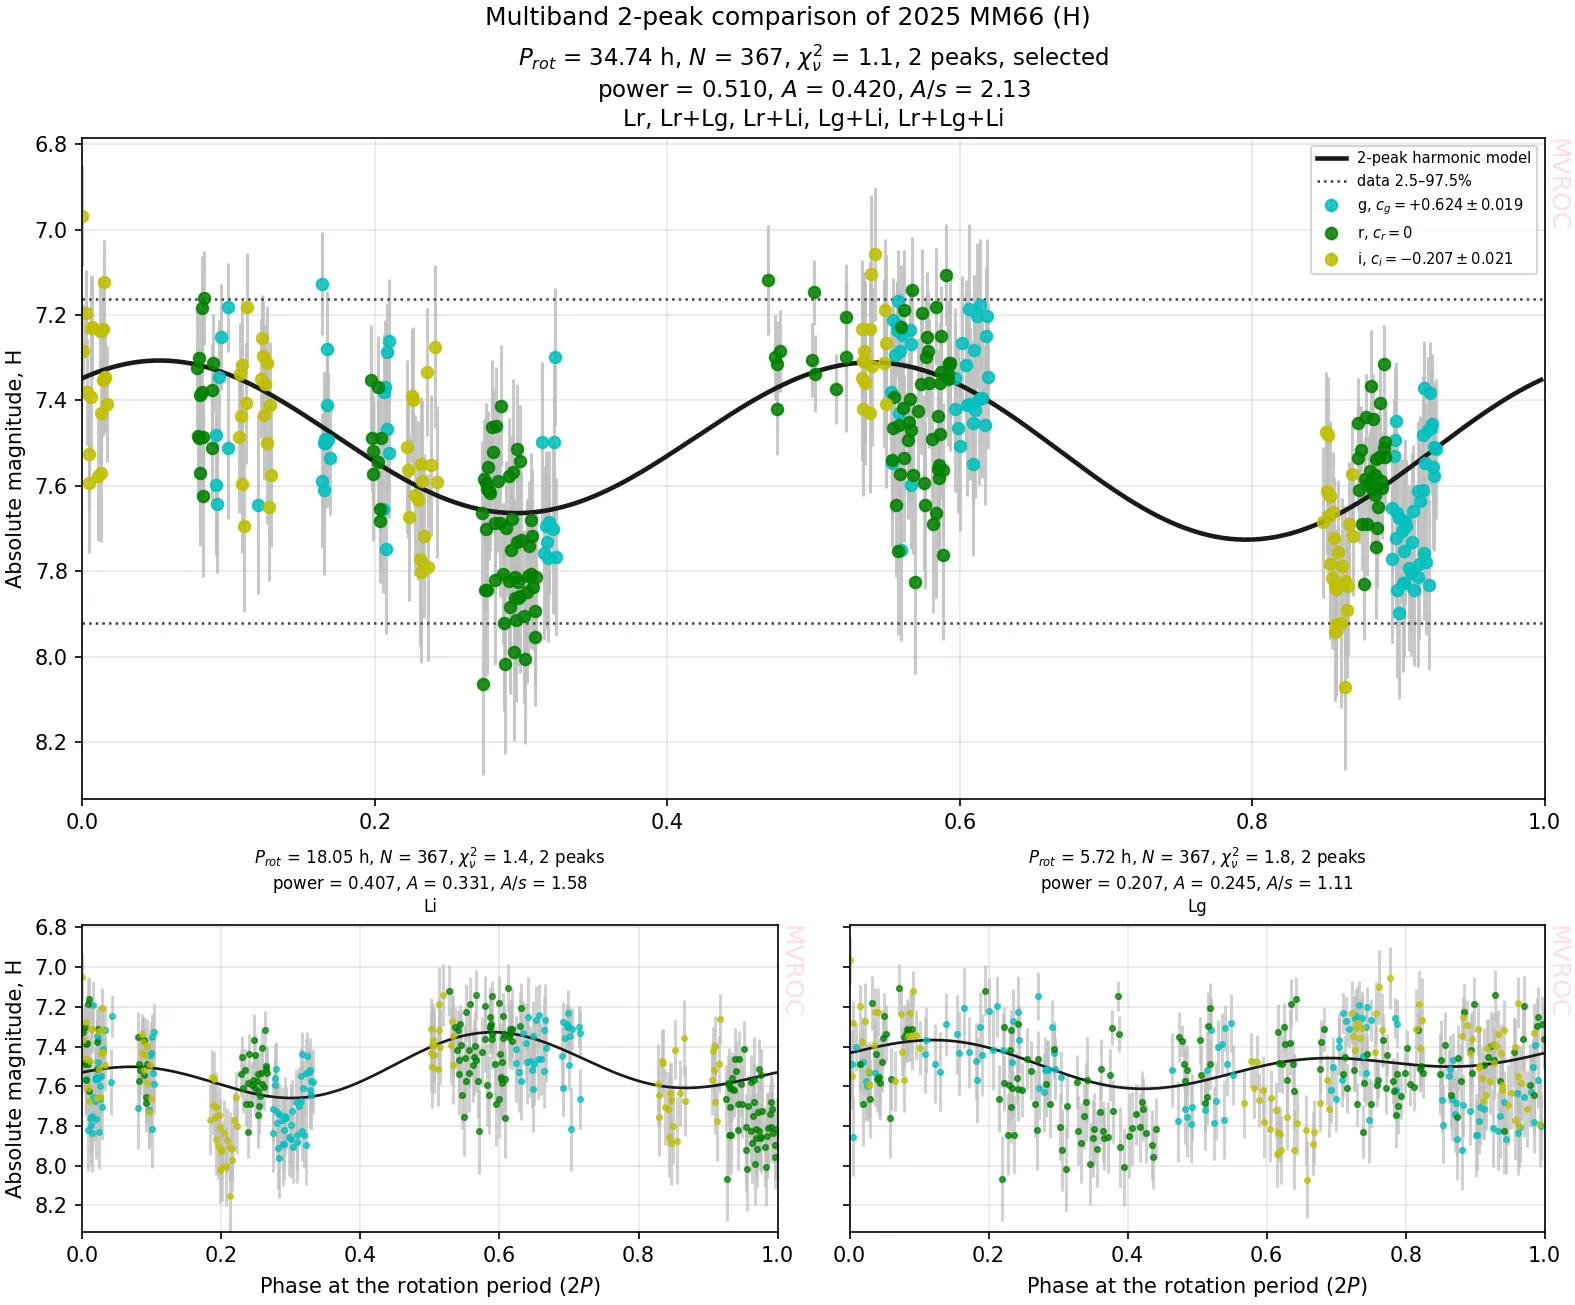 Multiband 2-peak comparison of 2025 MM66 (H)
P_rot = 34.74 h, N = 367, χ²_ν = 1.1, 2 peaks, selected
power = 0.510, A = 0.420, A/s = 2.13
Lr, Lr+Lg, Lr+Li, Lg+Li, Lr+Lg+Li
2-peak harmonic model
data 2.5–97.5%
g, c_g = +0.624 ± 0.019
r, c_r = 0
i, c_i = −0.207 ± 0.021
MVROC
Absolute magnitude, H
6.8
7.0
7.2
7.4
7.6
7.8
8.0
8.2
0.0 0.2 0.4 0.6 0.8 1.0
P_rot = 18.05 h, N = 367, χ²_ν = 1.4, 2 peaks
power = 0.407, A = 0.331, A/s = 1.58
Li
MVROC
Absolute magnitude, H
6.8
7.0
7.2
7.4
7.6
7.8
8.0
8.2
0.0 0.2 0.4 0.6 0.8 1.0
Phase at the rotation period (2P)
P_rot = 5.72 h, N = 367, χ²_ν = 1.8, 2 peaks
power = 0.207, A = 0.245, A/s = 1.11
Lg
MVROC
0.0 0.2 0.4 0.6 0.8 1.0
Phase at the rotation period (2P)